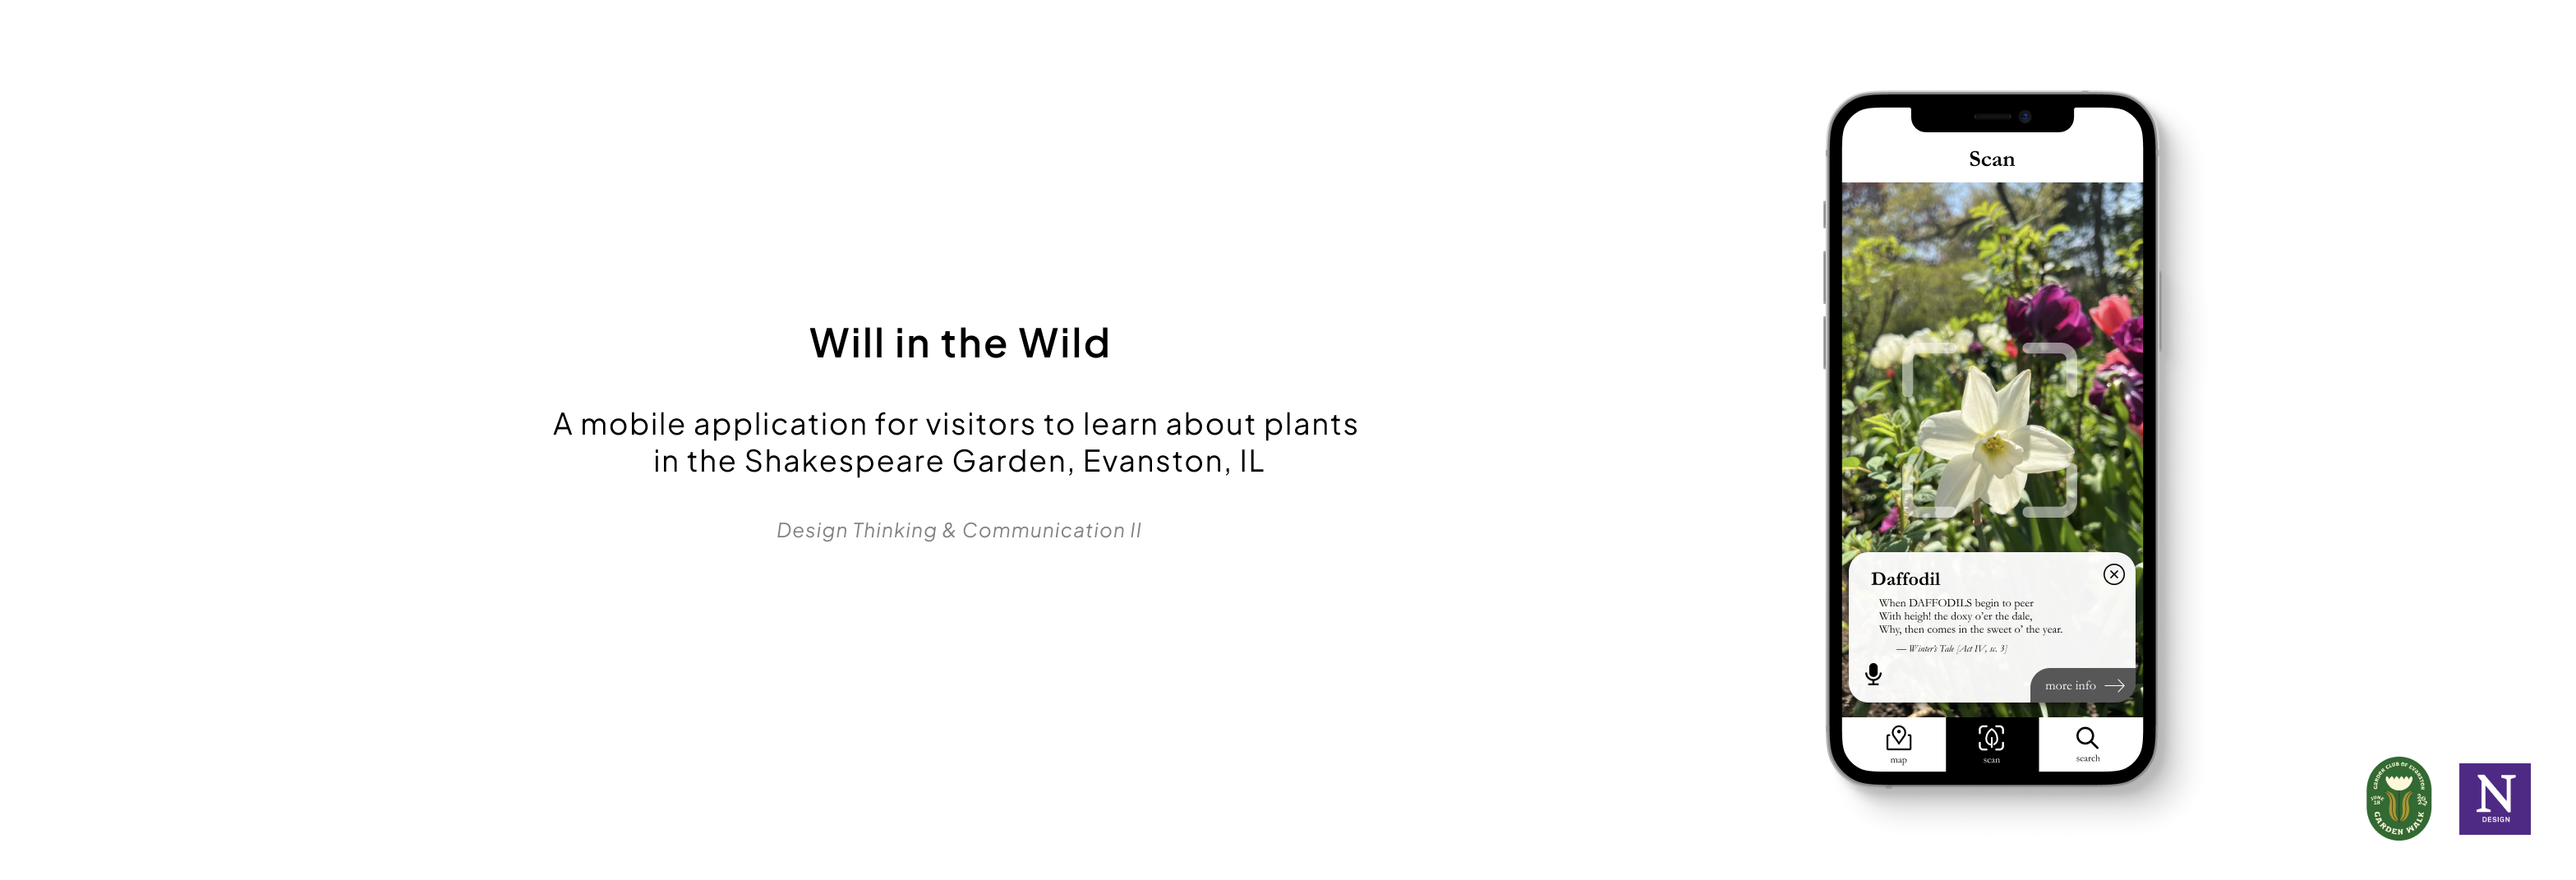 Will in the Wild
A mobile application for visitors to learn about plants
in the Shakespeare Garden, Evanston, IL
Design Thinking & Communication II
Scan
Daffodil
When DAFFODILS begin to peer
With heigh! the doxy o'er the dale,
Why, then comes in the sweet o' the year.
— Winter's Tale [Act IV, sc. 3]
more info
map
scan
search
GARDEN CLUB OF EVANSTON
JUNE
GARDEN WALK
N
DESIGN